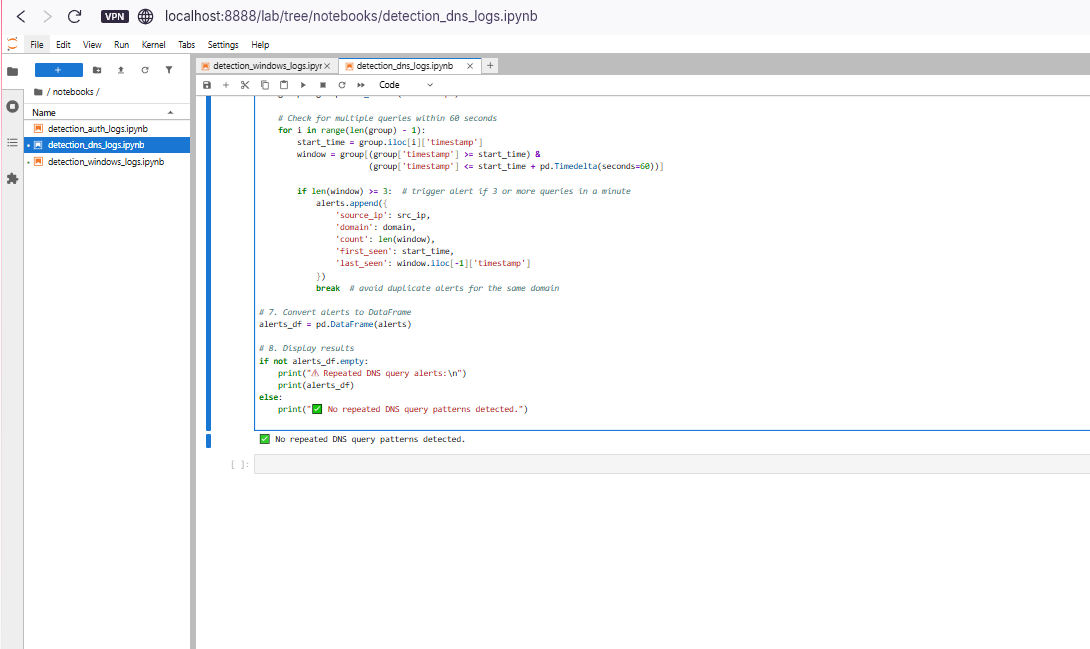 VPN
localhost:8888/lab/tree/notebooks/detection_dns_logs.ipynb
File Edit View Run Kernel Tabs Settings Help
+
/ notebooks /
Name
detection_auth_logs.ipynb
detection_dns_logs.ipynb
detection_windows_logs.ipynb
detection_windows_logs.ipyr
detection_dns_logs.ipynb
Code
# Check for multiple queries within 60 seconds
for i in range(len(group) - 1):
start_time = group.iloc[i]['timestamp']
window = group[(group['timestamp'] >= start_time) &
(group['timestamp'] <= start_time + pd.Timedelta(seconds=60))]
if len(window) >= 3:  # trigger alert if 3 or more queries in a minute
alerts.append({
'source_ip': src_ip,
'domain': domain,
'count': len(window),
'first_seen': start_time,
'last_seen': window.iloc[-1]['timestamp']
})
break  # avoid duplicate alerts for the same domain
# 7. Convert alerts to DataFrame
alerts_df = pd.DataFrame(alerts)
# 8. Display results
if not alerts_df.empty:
print("⚠ Repeated DNS query alerts:\n")
print(alerts_df)
else:
print("✅ No repeated DNS query patterns detected.")
✅ No repeated DNS query patterns detected.
[ ]: